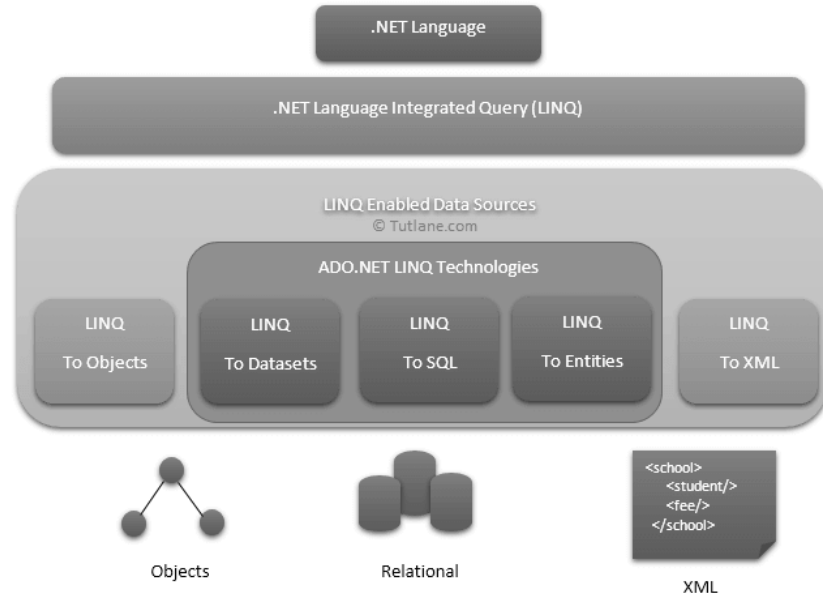 .NET Language
.NET Language Integrated Query (LINQ)
LINQ Enabled Data Sources
© Tutlane.com
ADO.NET LINQ Technologies
LINQ
To Objects
LINQ
To Datasets
LINQ
To SQL
LINQ
To Entities
LINQ
To XML
Objects
Relational
<school>
<student/>
<fee/>
</school>
XML